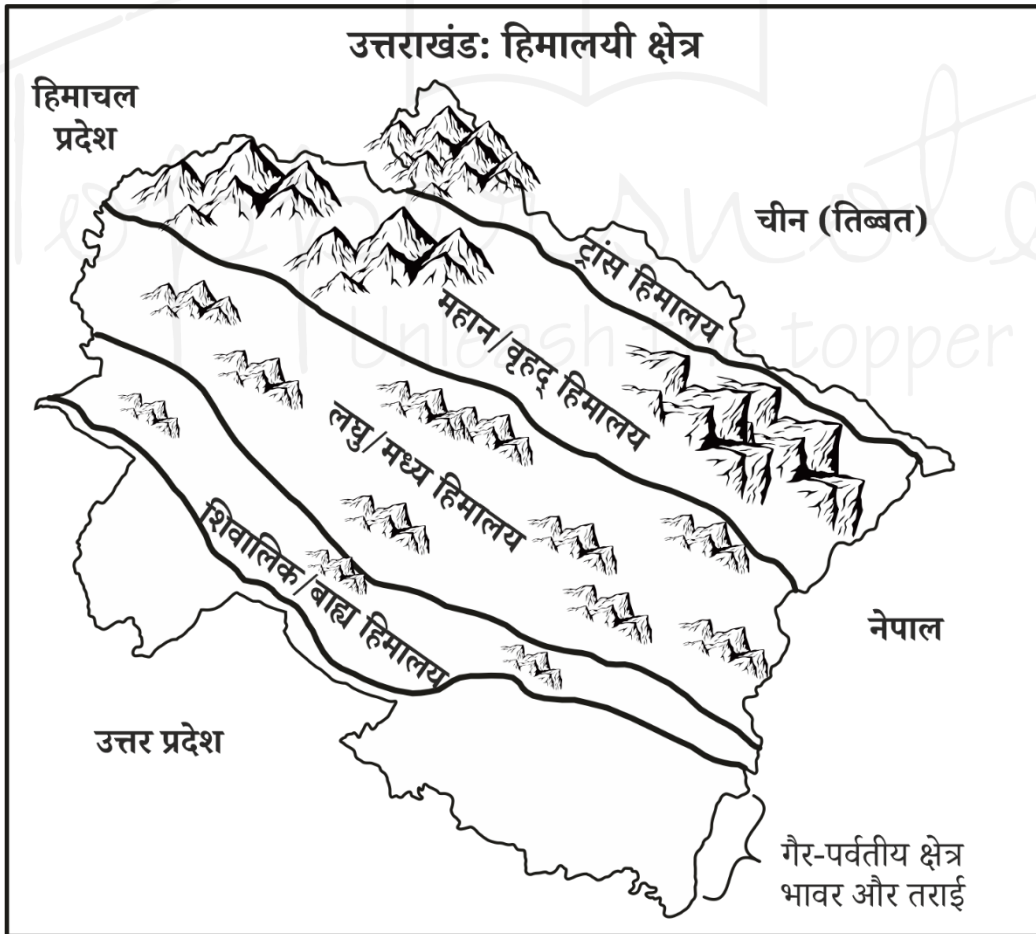 उत्तराखंड: हिमालयी क्षेत्र
हिमाचल
प्रदेश
चीन (तिब्बत)
ट्रांस हिमालय
महान/वृहद् हिमालय
लघु/मध्य हिमालय
शिवालिक/बाह्य हिमालय
नेपाल
उत्तर प्रदेश
गैर-पर्वतीय क्षेत्र
भावर और तराई
Toppersnotes
Unleash the topper